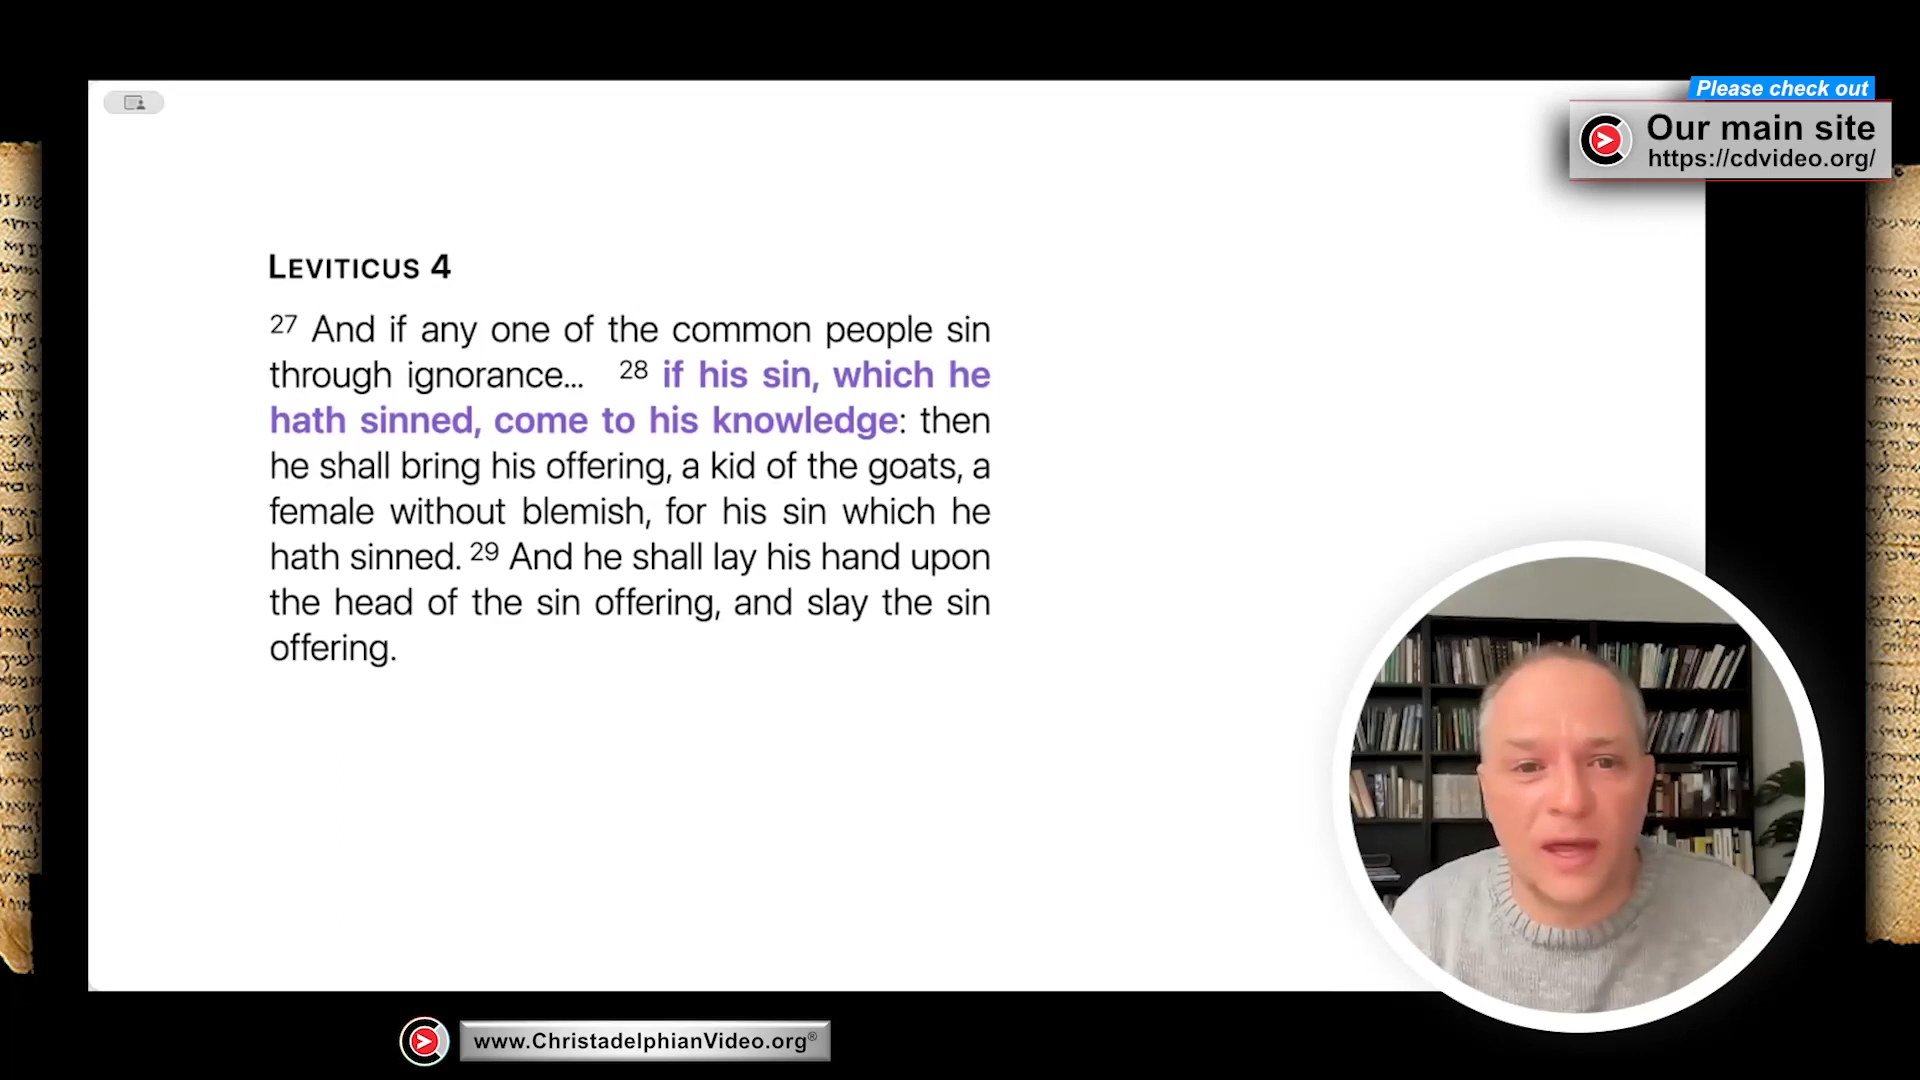 Please check out
Our main site
https://cdvideo.org/
LEVITICUS 4
27 And if any one of the common people sin
through ignorance... 28 if his sin, which he
hath sinned, come to his knowledge: then
he shall bring his offering, a kid of the goats, a
female without blemish, for his sin which he
hath sinned. 29 And he shall lay his hand upon
the head of the sin offering, and slay the sin
offering.
www.ChristadelphianVideo.org®